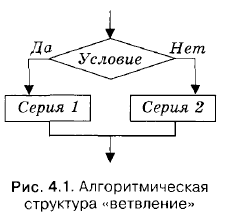 Да
Нет
Условие
Серия 1
Серия 2
Рис. 4.1. Алгоритмическая
структура «ветвление»